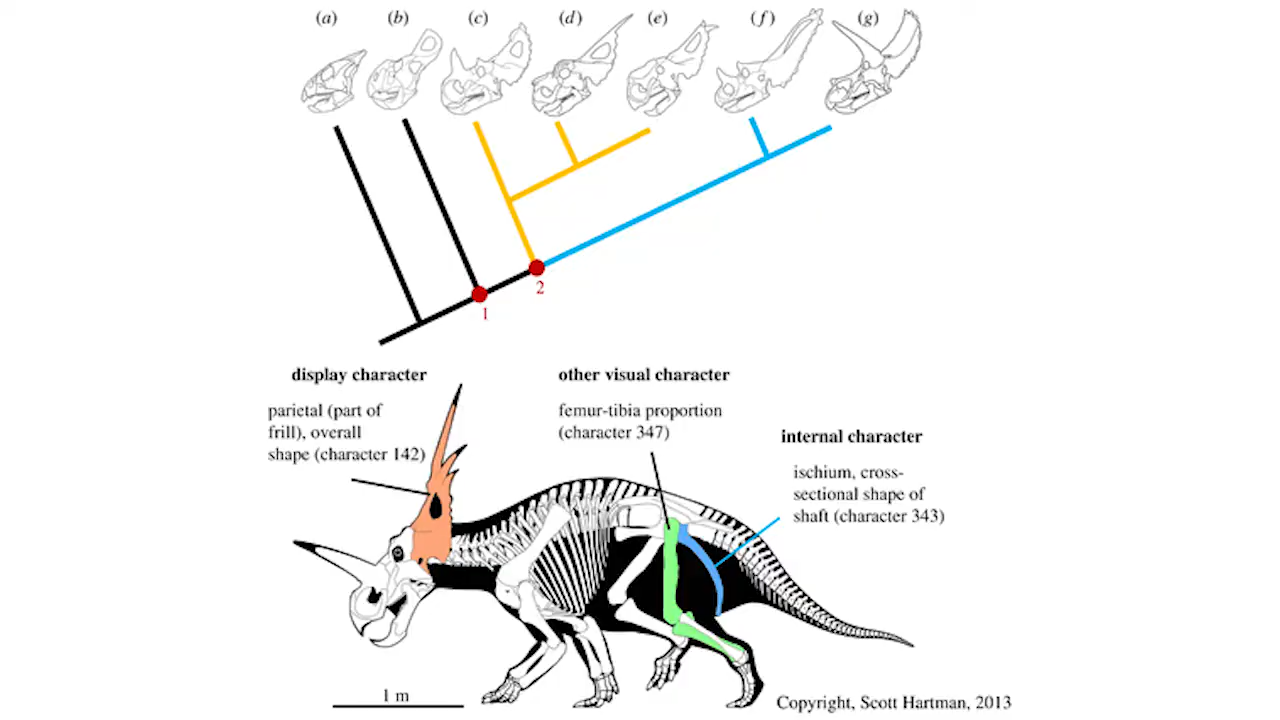 (a) (b) (c) (d) (e) (f) (g)
2
1
display character
parietal (part of
frill), overall
shape (character 142)
other visual character
femur-tibia proportion
(character 347)
internal character
ischium, cross-
sectional shape of
shaft (character 343)
1 m
Copyright, Scott Hartman, 2013